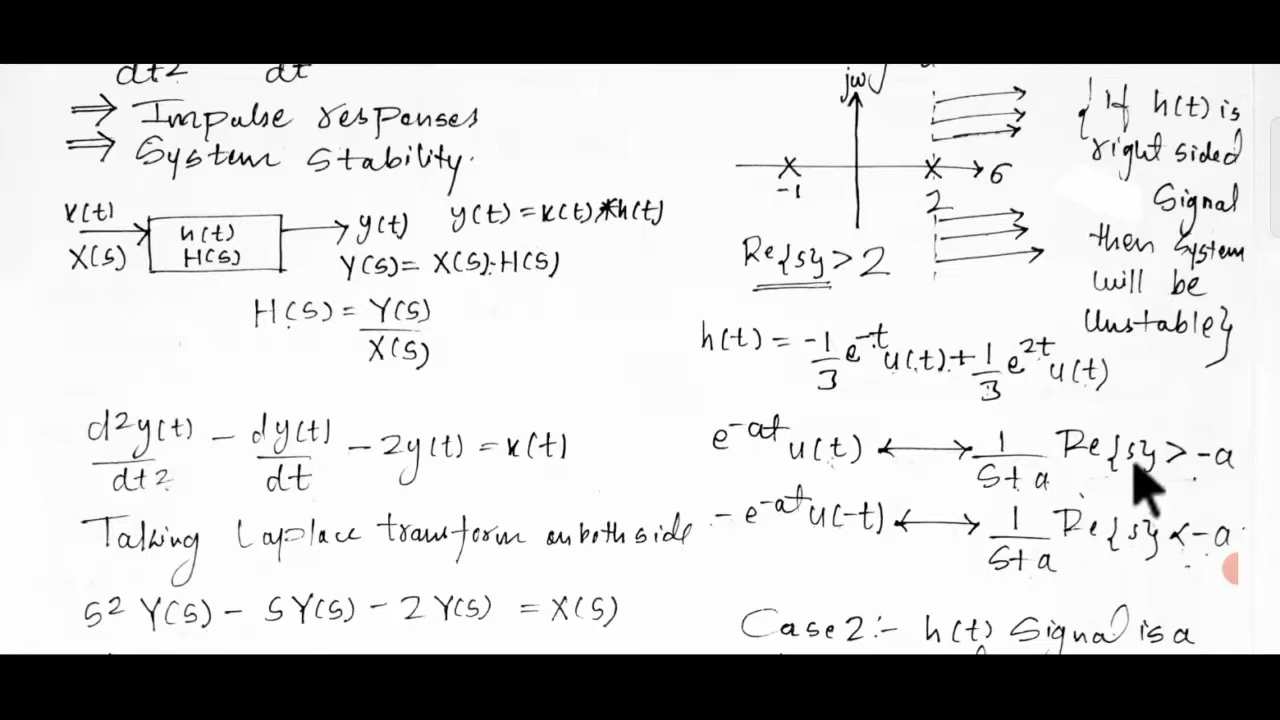 dt2 dt
⇒ Impulse responses
⇒ System stability.
x(t) h(t) y(t) y(t) = x(t)*h(t)
X(S) H(S) Y(S) = X(S).H(S)
H(S) = Y(S)
X(S)
d2y(t) - dy(t) - 2y(t) = x(t)
dt2 dt
Taking Laplace transform on both side
S2 Y(S) - SY(S) - 2Y(S) = X(S)
jω
-1 2 σ
Re{s} > 2
{If h(t) is
right sided
Signal
then System
will be
Unstable}
h(t) = -1/3 e^-t u(t) + 1/3 e^2t u(t)
e^-at u(t) ⟷ 1/S+a Re{s} > -a
- e^-at u(-t) ⟷ 1/S+a Re{s} < -a
Case 2:- h(t) Signal is a